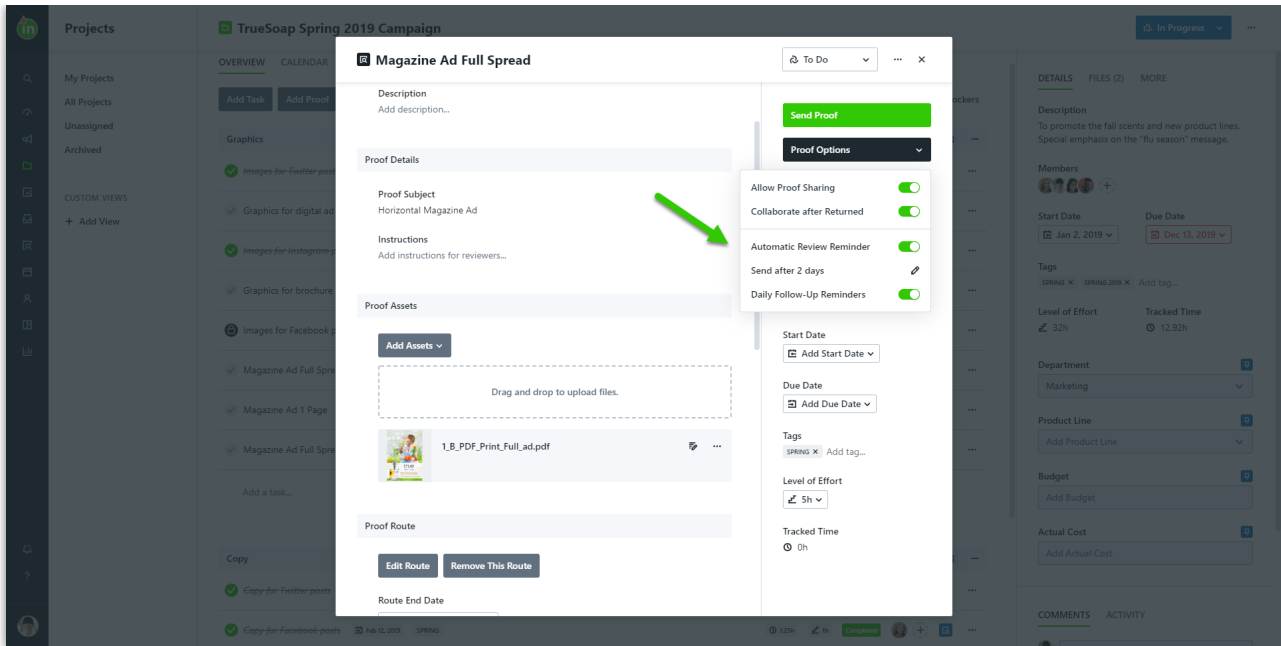 in
Projects
TrueSoap Spring 2019 Campaign
In Progress
My Projects
All Projects
Unassigned
Archived
CUSTOM VIEWS
+ Add View
OVERVIEW CALENDAR
Add Task Add Proof
Graphics
Images for Twitter post
Graphics for digital ad
Images for Instagram p
Graphics for brochure
Images for Facebook p
Magazine Ad Full Spre
Magazine Ad 1 Page
Magazine Ad Full Spre
Add a task...
Copy
Copy for Twitter posts
Copy for Facebook posts Feb 12, 2019 SPRING
Completed
Magazine Ad Full Spread
To Do
Description
Add description...
Proof Details
Proof Subject
Horizontal Magazine Ad
Instructions
Add instructions for reviewers...
Proof Assets
Add Assets
Drag and drop to upload files.
true
1_B_PDF_Print_Full_ad.pdf
Proof Route
Edit Route Remove This Route
Route End Date
Send Proof
Proof Options
Allow Proof Sharing
Collaborate after Returned
Automatic Review Reminder
Send after 2 days
Daily Follow-Up Reminders
Start Date
Add Start Date
Due Date
Add Due Date
Tags
SPRING × Add tag...
Level of Effort
5h
Tracked Time
0h
ockers
DETAILS FILES (2) MORE
Description
To promote the fall scents and new product lines.
Special emphasis on the "flu season" message.
Members
Start Date Due Date
Jan 2, 2019 Dec 13, 2019
Tags
SPRING × SPRING 2019 × Add tag...
Level of Effort Tracked Time
32h 12.92h
Department
Marketing
Product Line
Add Product Line
Budget
Add Budget
Actual Cost
Add Actual Cost
COMMENTS ACTIVITY